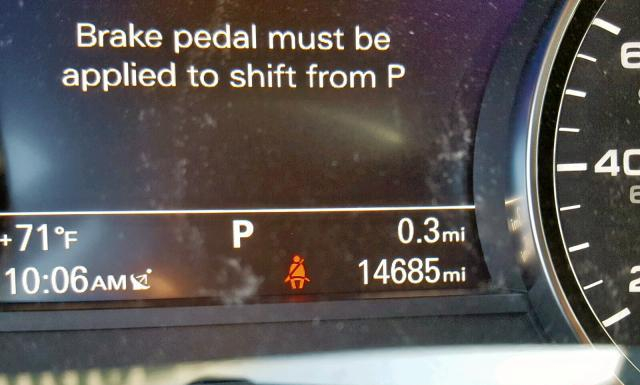 Brake pedal must be
applied to shift from P
+71°F P 0.3mi
10:06AM 14685mi
40